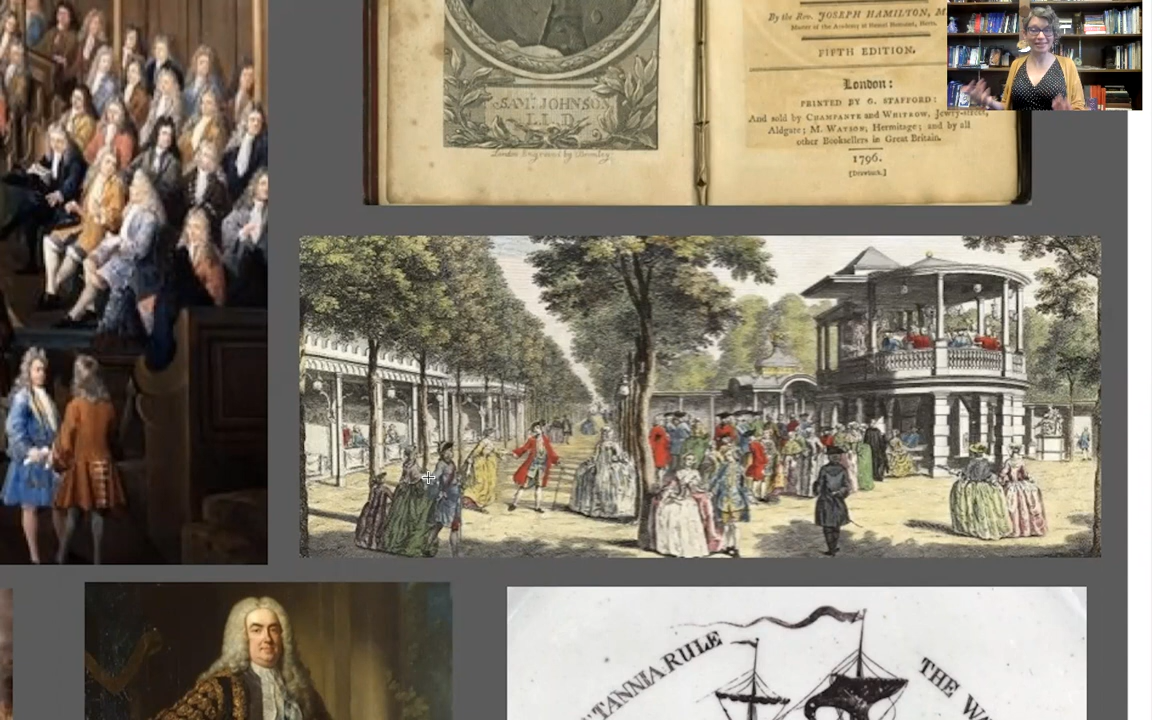 SAM: JOHNSON
LL.D.
By the Rev. JOSEPH HAMILTON, M.
FIFTH EDITION.
London:
PRINTED BY G. STAFFORD:
And sold by CHAMPANTE and WHITROW, Jewry-street,
Aldgate; M. WATSON, Hermitage; and by all
other Booksellers in Great Britain.
1796.
TANNIA RULE
THE WA